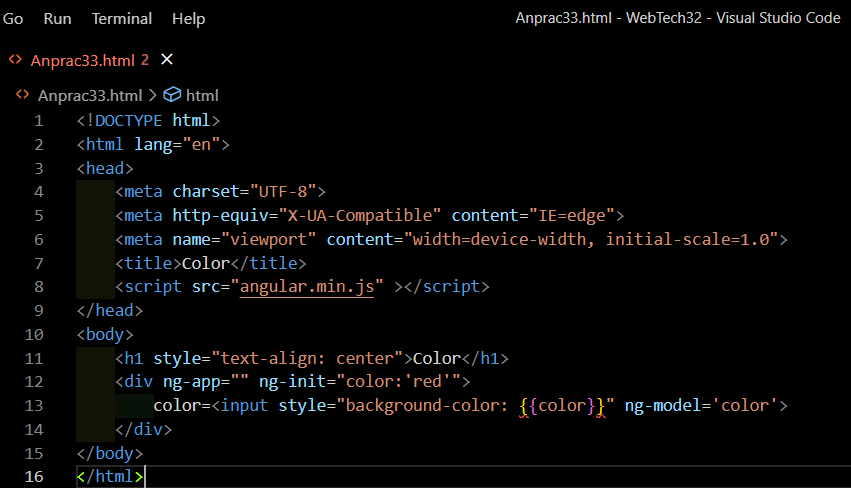 Go Run Terminal Help Anprac33.html - WebTech32 - Visual Studio Code
Anprac33.html 2
Anprac33.html > html
1 <!DOCTYPE html>
2 <html lang="en">
3 <head>
4 <meta charset="UTF-8">
5 <meta http-equiv="X-UA-Compatible" content="IE=edge">
6 <meta name="viewport" content="width=device-width, initial-scale=1.0">
7 <title>Color</title>
8 <script src="angular.min.js" ></script>
9 </head>
10 <body>
11 <h1 style="text-align: center">Color</h1>
12 <div ng-app="" ng-init="color:'red'">
13 color=<input style="background-color: {{color}}" ng-model='color'>
14 </div>
15 </body>
16 </html>